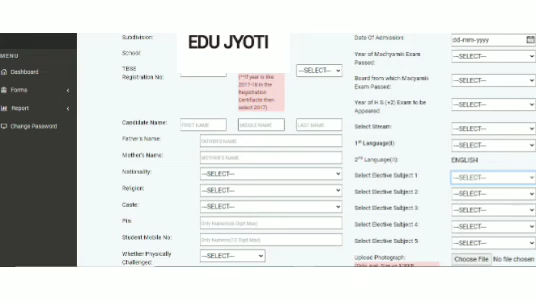 EDU JYOTI
MENU
Dashboard
Forms
Report
Change Password
Subdivision:
School:
TBSE
Registration No:
(**If year is like
2017-18 in the
Registration
Certificate then
select 2017)
---SELECT---
Candidate Name:
FIRST NAME
MIDDLE NAME
LAST NAME
Father's Name:
FATHER'S NAME
Mother's Name:
MOTHER'S NAME
Nationality:
---SELECT---
Religion:
---SELECT---
Caste:
---SELECT---
Pin:
Only Numeric(6 Digit Max)
Student Mobile No:
Only Numeric(10 Digit Max)
Whether Physically
Challenged:
---SELECT---
Date Of Admission:
dd-mm-yyyy
Year of Madhyamik Exam
Passed:
---SELECT---
Board from which Madhyamik
Exam Passed:
---SELECT---
Year of H S (+2) Exam to be
Appeared:
---SELECT---
Select Stream:
---SELECT---
1st Language(I):
---SELECT---
2nd Language(II):
ENGLISH
Select Elective Subject 1
---SELECT---
Select Elective Subject 2
---SELECT---
Select Elective Subject 3
---SELECT---
Select Elective Subject 4
---SELECT---
Select Elective Subject 5
---SELECT---
Upload Photograph:
Choose File No file chosen